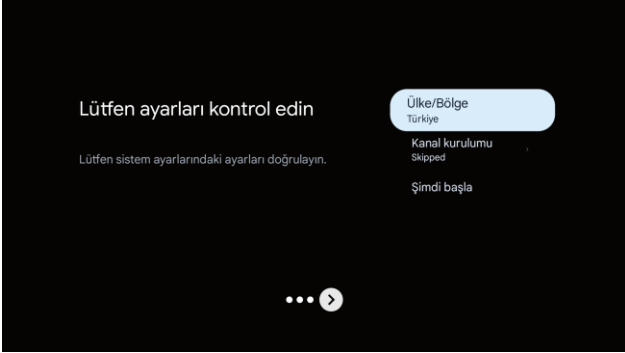 Lütfen ayarları kontrol edin
Lütfen sistem ayarlarındaki ayarları doğrulayın.
Ülke/Bölge
Türkiye
Kanal kurulumu
Skipped
Şimdi başla